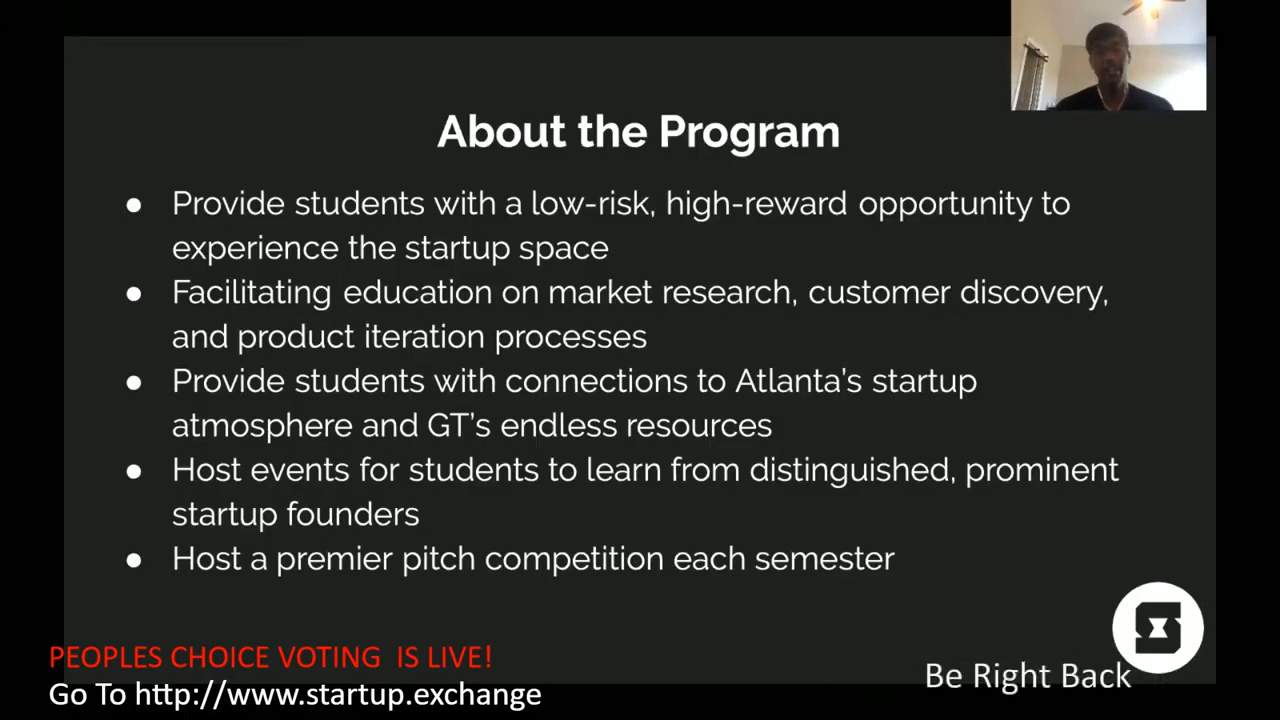 About the Program
● Provide students with a low-risk, high-reward opportunity to
experience the startup space
● Facilitating education on market research, customer discovery,
and product iteration processes
● Provide students with connections to Atlanta's startup
atmosphere and GT's endless resources
● Host events for students to learn from distinguished, prominent
startup founders
● Host a premier pitch competition each semester
PEOPLES CHOICE VOTING  IS LIVE!
Go To http://www.startup.exchange
Be Right Back